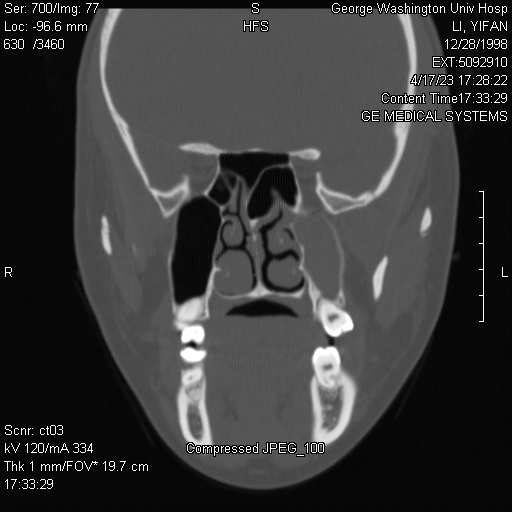 Ser: 700/Img: 77
Loc: -96.6 mm
630 /3460
S
HFS
George Washington Univ Hosp
LI, YIFAN
12/28/1998
EXT:5092910
4/17/23 17:28:22
Content Time17:33:29
GE MEDICAL SYSTEMS
R
L
Scnr: ct03
kV 120/mA 334
Thk 1 mm/FOV* 19.7 cm
17:33:29
Compressed JPEG_100